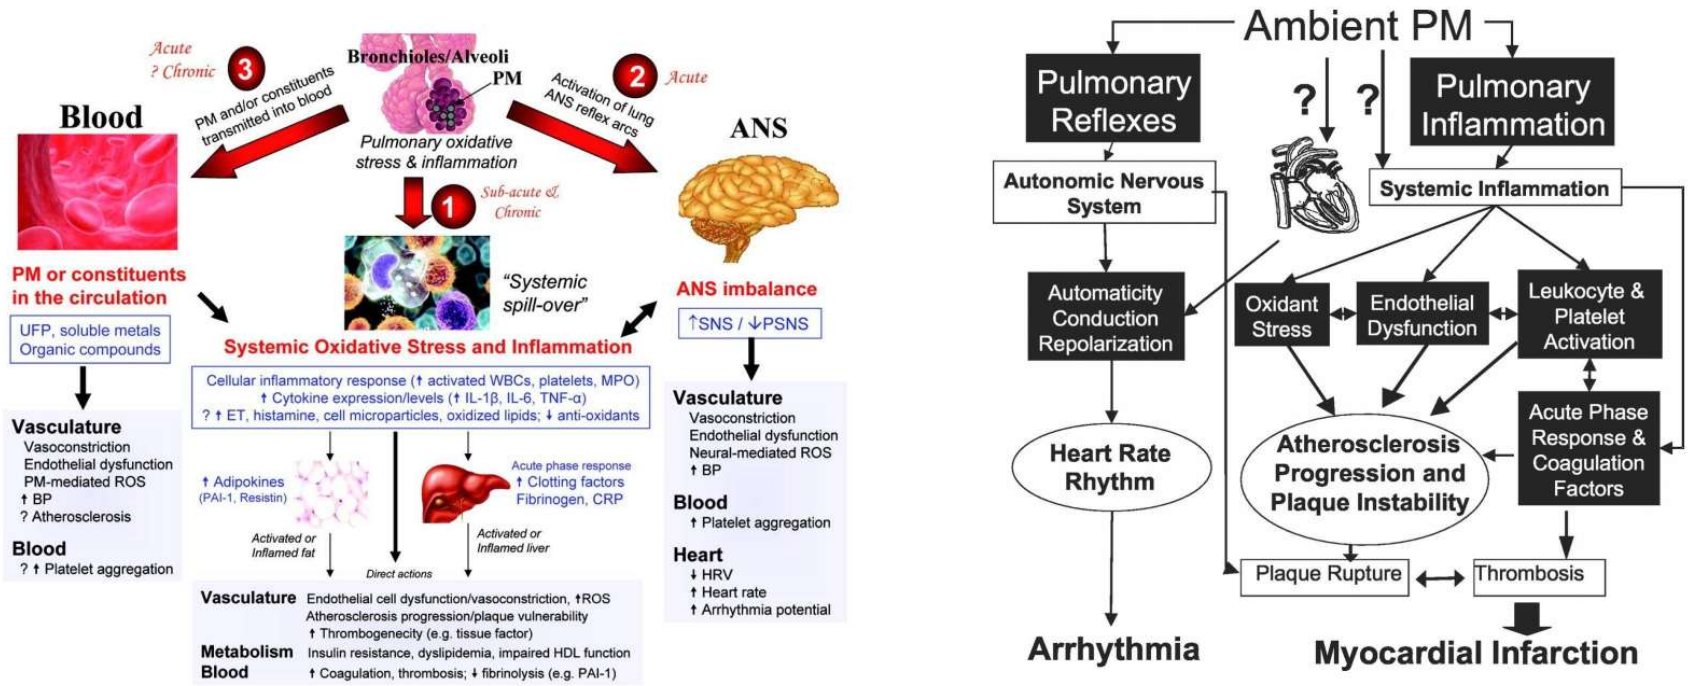 Acute
? Chronic
3
PM and/or constituents
transmitted into blood
Bronchioles/Alveoli
PM
Pulmonary oxidative
stress & inflammation
2
Acute
Activation of lung
ANS reflex arcs
Blood
ANS
1
Sub-acute &
Chronic
"Systemic
spill-over"
PM or constituents
in the circulation
UFP, soluble metals
Organic compounds
Vasculature
Vasoconstriction
Endothelial dysfunction
PM-mediated ROS
↑ BP
? Atherosclerosis
Blood
? ↑ Platelet aggregation
Systemic Oxidative Stress and Inflammation
Cellular inflammatory response (↑ activated WBCs, platelets, MPO)
↑ Cytokine expression/levels (↑ IL-1β, IL-6, TNF-α)
? ↑ ET, histamine, cell microparticles, oxidized lipids; ↓ anti-oxidants
↑ Adipokines
(PAI-1, Resistin)
Acute phase response
↑ Clotting factors
Fibrinogen, CRP
Activated or
Inflamed fat
Activated or
Inflamed liver
Direct actions
Vasculature Endothelial cell dysfunction/vasoconstriction, ↑ROS
Atherosclerosis progression/plaque vulnerability
↑ Thrombogenecity (e.g. tissue factor)
Metabolism Insulin resistance, dyslipidemia, impaired HDL function
Blood ↑ Coagulation, thrombosis; ↓ fibrinolysis (e.g. PAI-1)
ANS imbalance
↑SNS / ↓PSNS
Vasculature
Vasoconstriction
Endothelial dysfunction
Neural-mediated ROS
↑ BP
Blood
↑ Platelet aggregation
Heart
↓ HRV
↑ Heart rate
↑ Arrhythmia potential
Ambient PM
Pulmonary
Reflexes
? ?
Pulmonary
Inflammation
Autonomic Nervous
System
Systemic Inflammation
Automaticity
Conduction
Repolarization
Oxidant
Stress
Endothelial
Dysfunction
Leukocyte &
Platelet
Activation
Heart Rate
Rhythm
Atherosclerosis
Progression and
Plaque Instability
Acute Phase
Response &
Coagulation
Factors
Plaque Rupture
Thrombosis
Arrhythmia
Myocardial Infarction